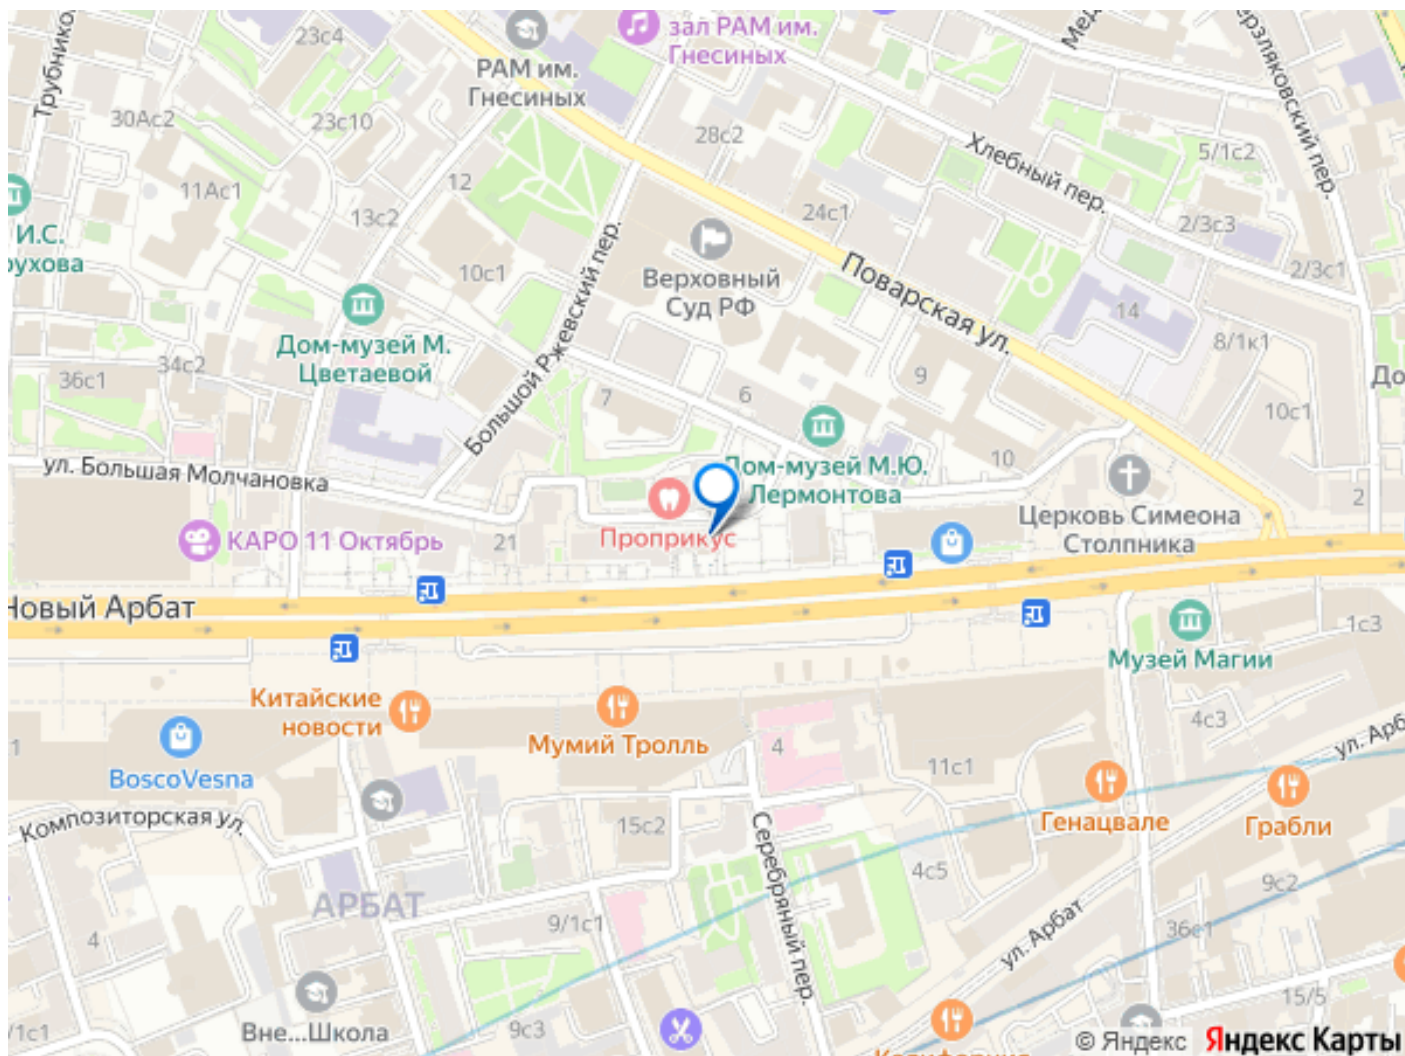 23с4
зал РАМ им.
Гнесиных
РАМ им.
Гнесиных
30Ас2
23с10
28с2
Хлебный пер.
5/1с2
11Ас1
12
13с2
24с1
2/3с3
И.С.
10с1
Верховный
Суд РФ
Поварская ул.
2/3с1
14
Дом-музей М.
Цветаевой
Большой Ржевский пер.
8/1к1
34с2
36с1
7
6
9
10с1
ул. Большая Молчановка
Дом-музей М.Ю.
Лермонтова
10
2
Церковь Симеона
Столпника
КАРО 11 Октябрь
21
Проприкус
Новый Арбат
1с3
Музей Магии
Китайские
новости
Мумий Тролль
4
4с3
BoscoVesna
11с1
Композиторская ул.
15с2
Серебряный пер.
Генацвале
Грабли
АРБАТ
4с5
9с2
4
9/1с1
ул. Арбат
36с1
Вне...Школа
9с3
15/5
/1с1
© Яндекс Яндекс Карты